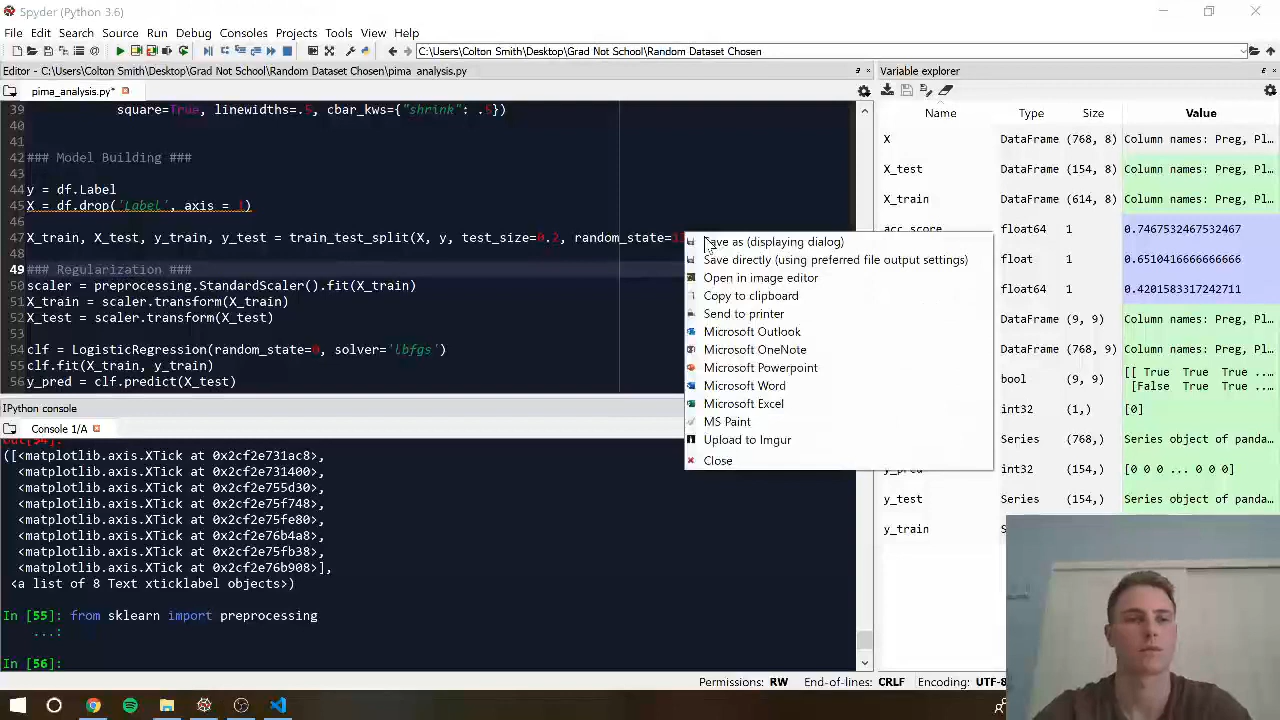 Spyder (Python 3.6)
File Edit Search Source Run Debug Consoles Projects Tools View Help
C:\Users\Colton Smith\Desktop\Grad Not School\Random Dataset Chosen
Editor - C:\Users\Colton Smith\Desktop\Grad Not School\Random Dataset Chosen\pima_analysis.py
pima_analysis.py*
39 square=True, linewidths=.5, cbar_kws={"shrink": .5})
40
41
42 ### Model Building ###
43
44 y = df.Label
45 X = df.drop('Label', axis = 1)
46
47 X_train, X_test, y_train, y_test = train_test_split(X, y, test_size=0.2, random_state=
48
49 ### Regularization ###
50 scaler = preprocessing.StandardScaler().fit(X_train)
51 X_train = scaler.transform(X_train)
52 X_test = scaler.transform(X_test)
53
54 clf = LogisticRegression(random_state=0, solver='lbfgs')
55 clf.fit(X_train, y_train)
56 y_pred = clf.predict(X_test)
IPython console
Console 1/A
Out[54]:
([<matplotlib.axis.XTick at 0x2cf2e731ac8>,
<matplotlib.axis.XTick at 0x2cf2e731400>,
<matplotlib.axis.XTick at 0x2cf2e755d30>,
<matplotlib.axis.XTick at 0x2cf2e75f748>,
<matplotlib.axis.XTick at 0x2cf2e75fe80>,
<matplotlib.axis.XTick at 0x2cf2e76b4a8>,
<matplotlib.axis.XTick at 0x2cf2e75fb38>,
<matplotlib.axis.XTick at 0x2cf2e76b908>],
<a list of 8 Text xticklabel objects>)
In [55]: from sklearn import preprocessing
...:
In [56]:
Save as (displaying dialog)
Save directly (using preferred file output settings)
Open in image editor
Copy to clipboard
Send to printer
Microsoft Outlook
Microsoft OneNote
Microsoft Powerpoint
Microsoft Word
Microsoft Excel
MS Paint
Upload to Imgur
Close
Variable explorer
Name Type Size Value
X DataFrame (768, 8) Column names: Preg, Pl...
X_test DataFrame (154, 8) Column names: Preg, Pl...
X_train DataFrame (614, 8) Column names: Preg, Pl...
acc_score float64 1 0.7467532467532467
float 1 0.6510416666666666
float64 1 0.4201583317242711
DataFrame (9, 9) Column names: Preg, Pl...
DataFrame (768, 9) Column names: Preg, Pl...
bool (9, 9) [[ True True True ...
[False True True ...
int32 (1,) [0]
Series (768,) Series object of panda...
y_pred int32 (154,) [0 0 0 ... 0 0 0]
y_test Series (154,) Series object of panda...
y_train
Permissions: RW End-of-lines: CRLF Encoding: UTF-8